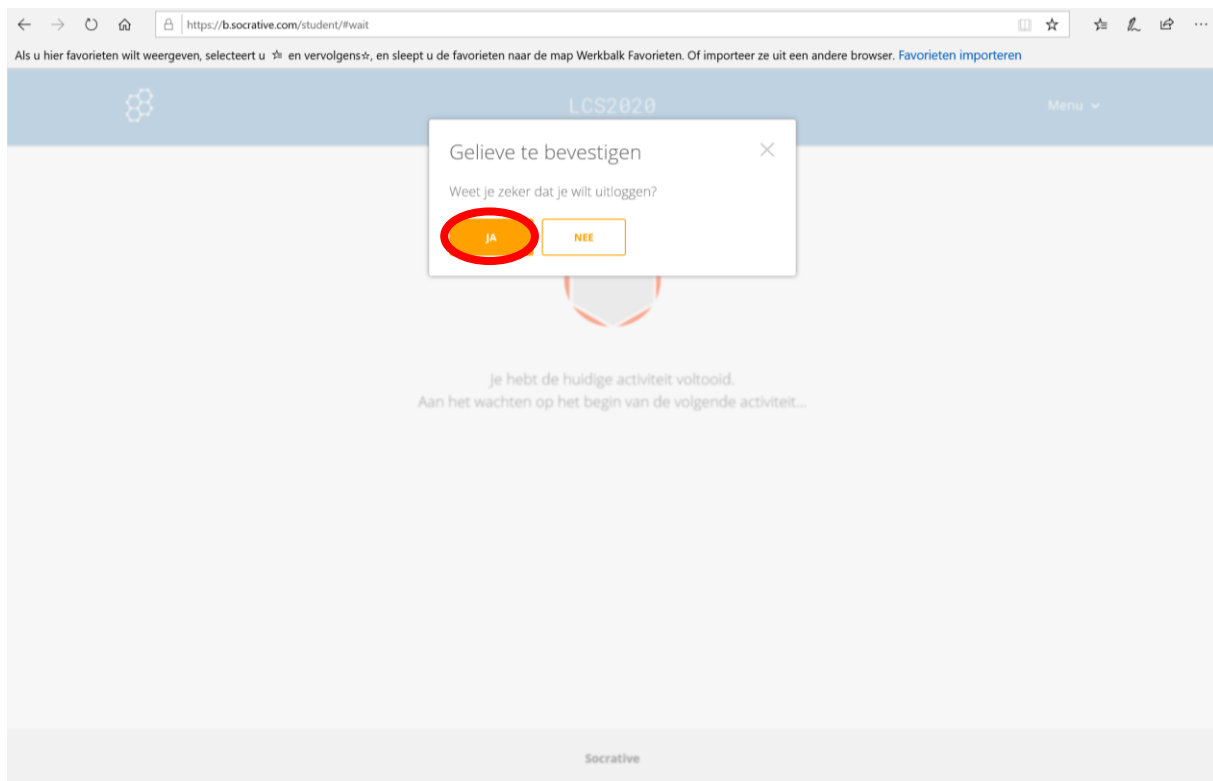 https://b.socrative.com/student/#wait
Als u hier favorieten wilt weergeven, selecteert u ☆ en vervolgens☆, en sleept u de favorieten naar de map Werkbalk Favorieten. Of importeer ze uit een andere browser. Favorieten importeren
LCS2020
Menu
Gelieve te bevestigen
Weet je zeker dat je wilt uitloggen?
JA NEE
Je hebt de huidige activiteit voltooid.
Aan het wachten op het begin van de volgende activiteit...
Socrative